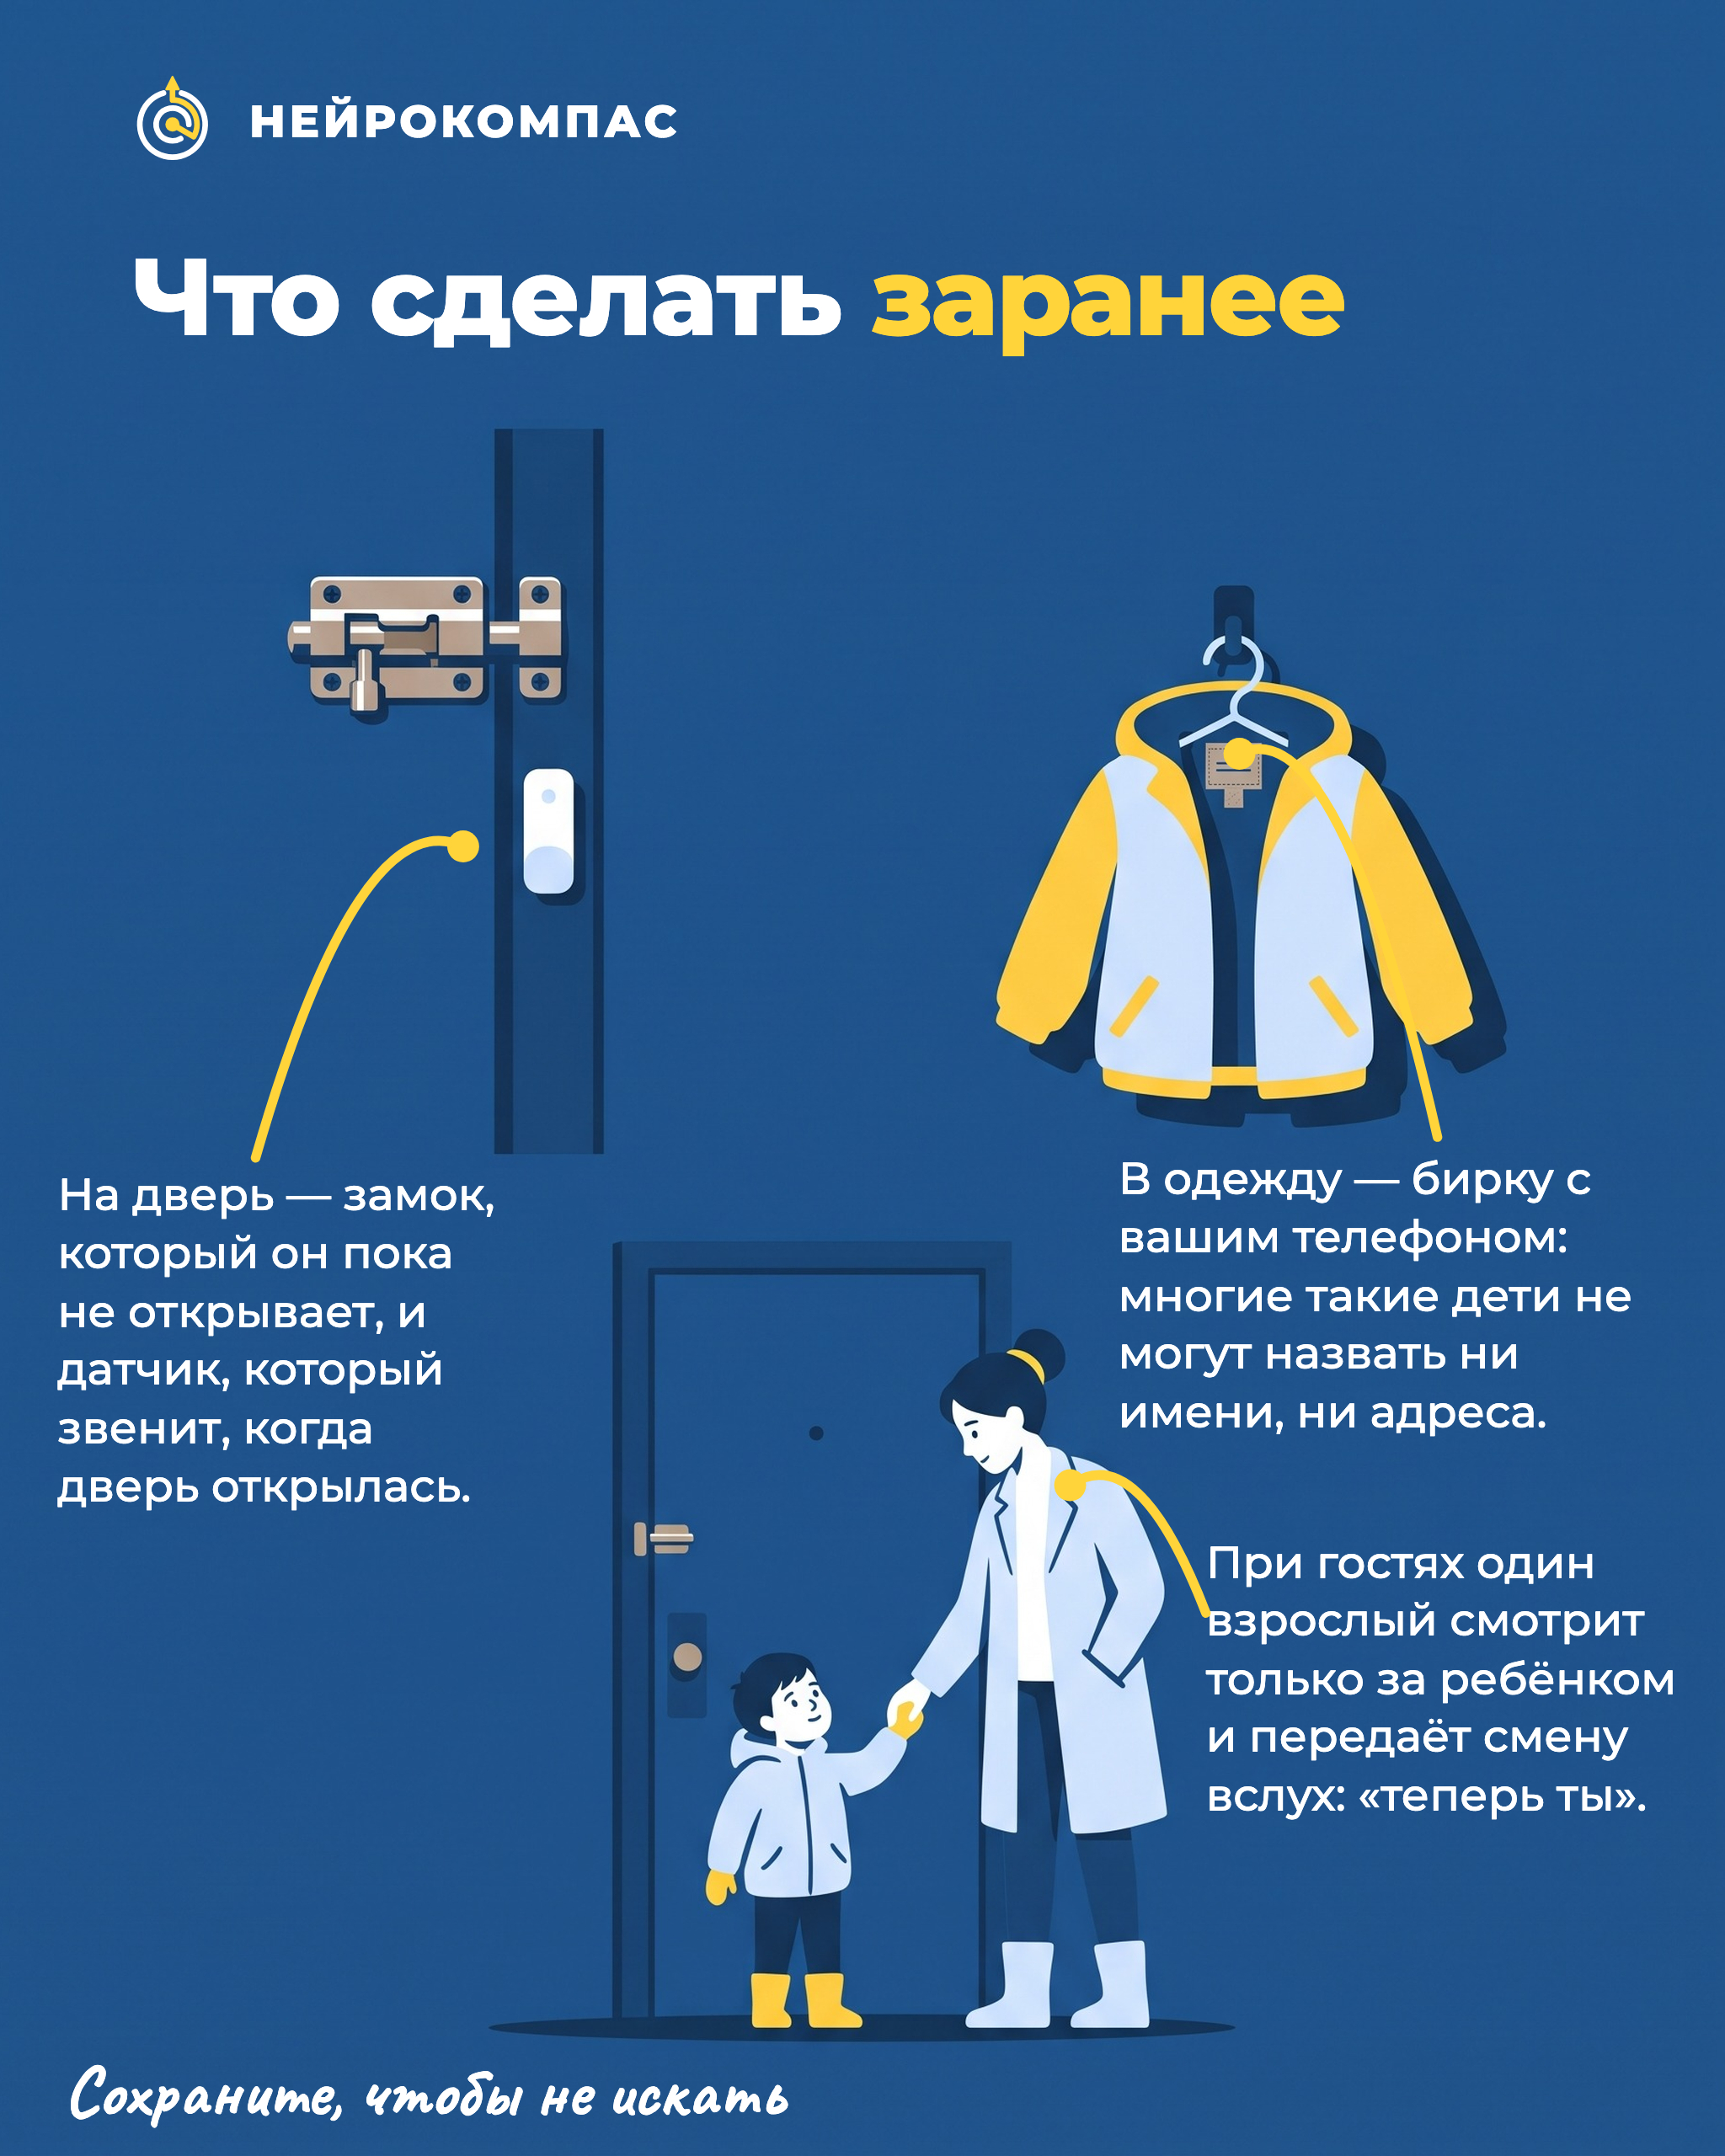 НЕЙРОКОМПАС
Что сделать заранее
На дверь — замок,
который он пока
не открывает, и
датчик, который
звенит, когда
дверь открылась.
В одежду — бирку с
вашим телефоном:
многие такие дети не
могут назвать ни
имени, ни адреса.
При гостях один
взрослый смотрит
только за ребёнком
и передаёт смену
вслух: «теперь ты».
Сохраните, чтобы не искать